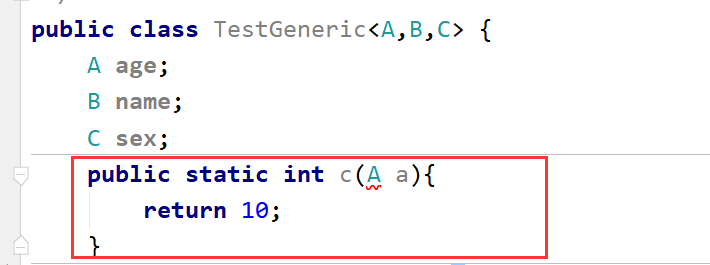 public class TestGeneric<A,B,C> {
A age;
B name;
C sex;
public static int c(A a){
return 10;
}